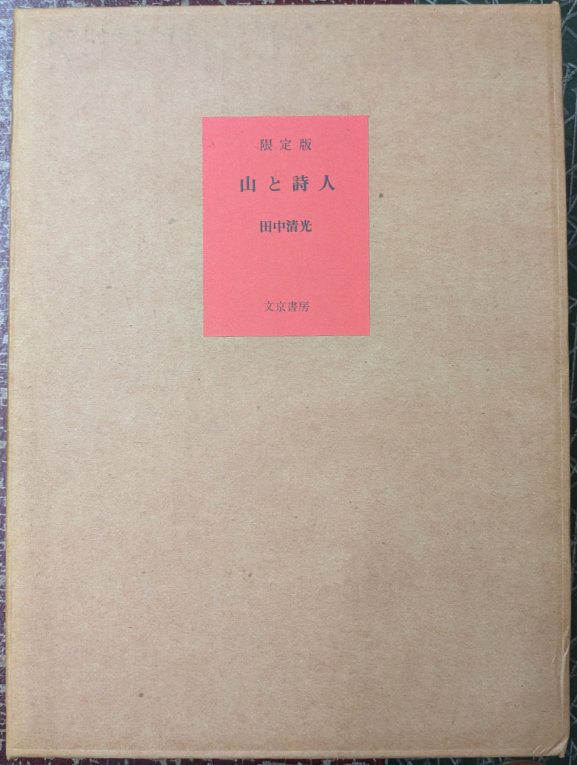 限定版
山と詩人
田中清光
文京書房